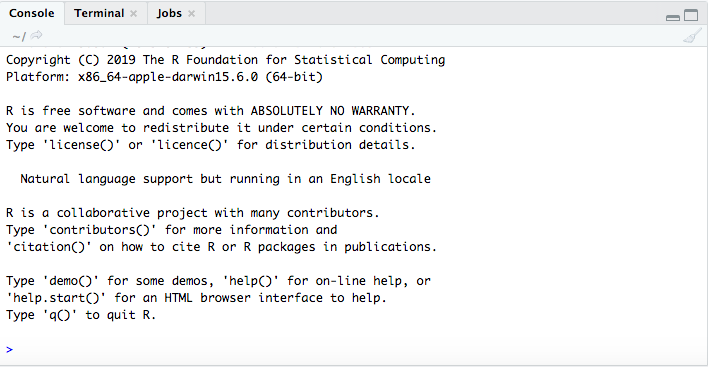 Console Terminal Jobs
~/
Copyright (C) 2019 The R Foundation for Statistical Computing
Platform: x86_64-apple-darwin15.6.0 (64-bit)
R is free software and comes with ABSOLUTELY NO WARRANTY.
You are welcome to redistribute it under certain conditions.
Type 'license()' or 'licence()' for distribution details.
Natural language support but running in an English locale
R is a collaborative project with many contributors.
Type 'contributors()' for more information and
'citation()' on how to cite R or R packages in publications.
Type 'demo()' for some demos, 'help()' for on-line help, or
'help.start()' for an HTML browser interface to help.
Type 'q()' to quit R.
>